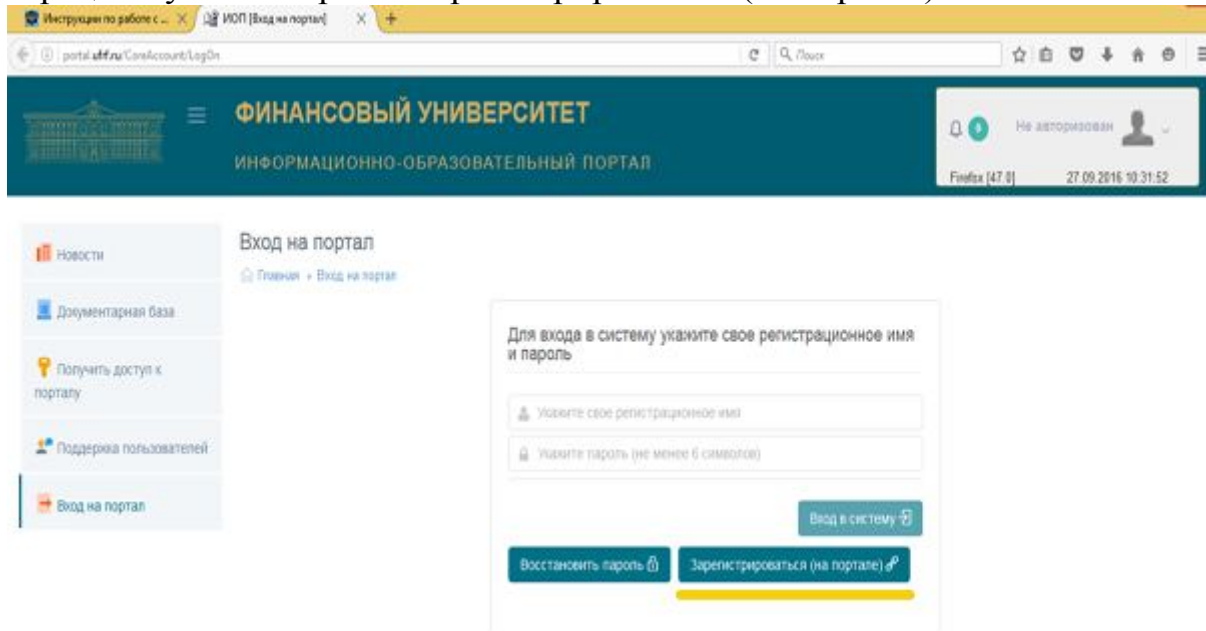 Инструкции по работе с ...
ИОП [Вход на портал]
portal.ufrf.ru/CoreAccount/LogOn
Поиск
ФИНАНСОВЫЙ УНИВЕРСИТЕТ
ИНФОРМАЦИОННО-ОБРАЗОВАТЕЛЬНЫЙ ПОРТАЛ
Не авторизован
Firefox [47.0] 27.09.2016 10:31:52
Новости
Документарная база
Получить доступ к
порталу
Поддержка пользователей
Вход на портал
Вход на портал
Главная » Вход на портал
Для входа в систему укажите свое регистрационное имя
и пароль
Укажите свое регистрационное имя
Укажите пароль (не менее 6 символов)
Вход в систему
Восстановить пароль
Зарегистрироваться (на портале)